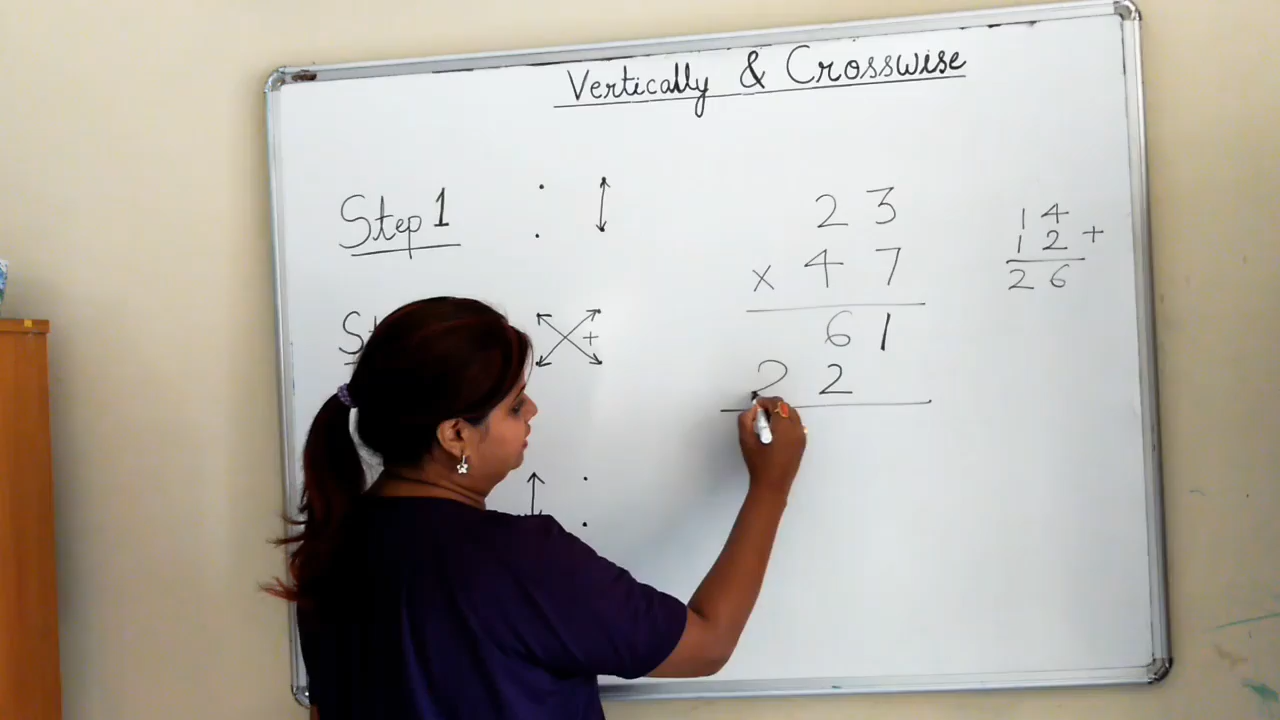 Vertically & Crosswise
Step 1
2 3
x 4 7
6 1
2 2
1 4
1 2 +
2 6
S
+